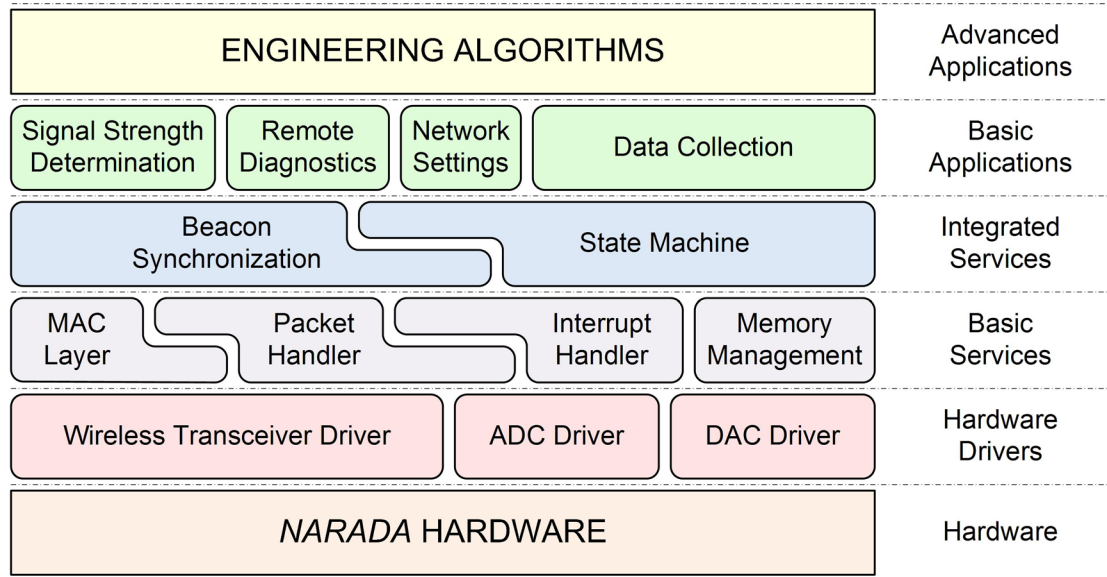 ENGINEERING ALGORITHMS
Advanced
Applications
Signal Strength
Determination
Remote
Diagnostics
Network
Settings
Data Collection
Basic
Applications
Beacon
Synchronization
State Machine
Integrated
Services
MAC
Layer
Packet
Handler
Interrupt
Handler
Memory
Management
Basic
Services
Wireless Transceiver Driver
ADC Driver
DAC Driver
Hardware
Drivers
NARADA HARDWARE
Hardware